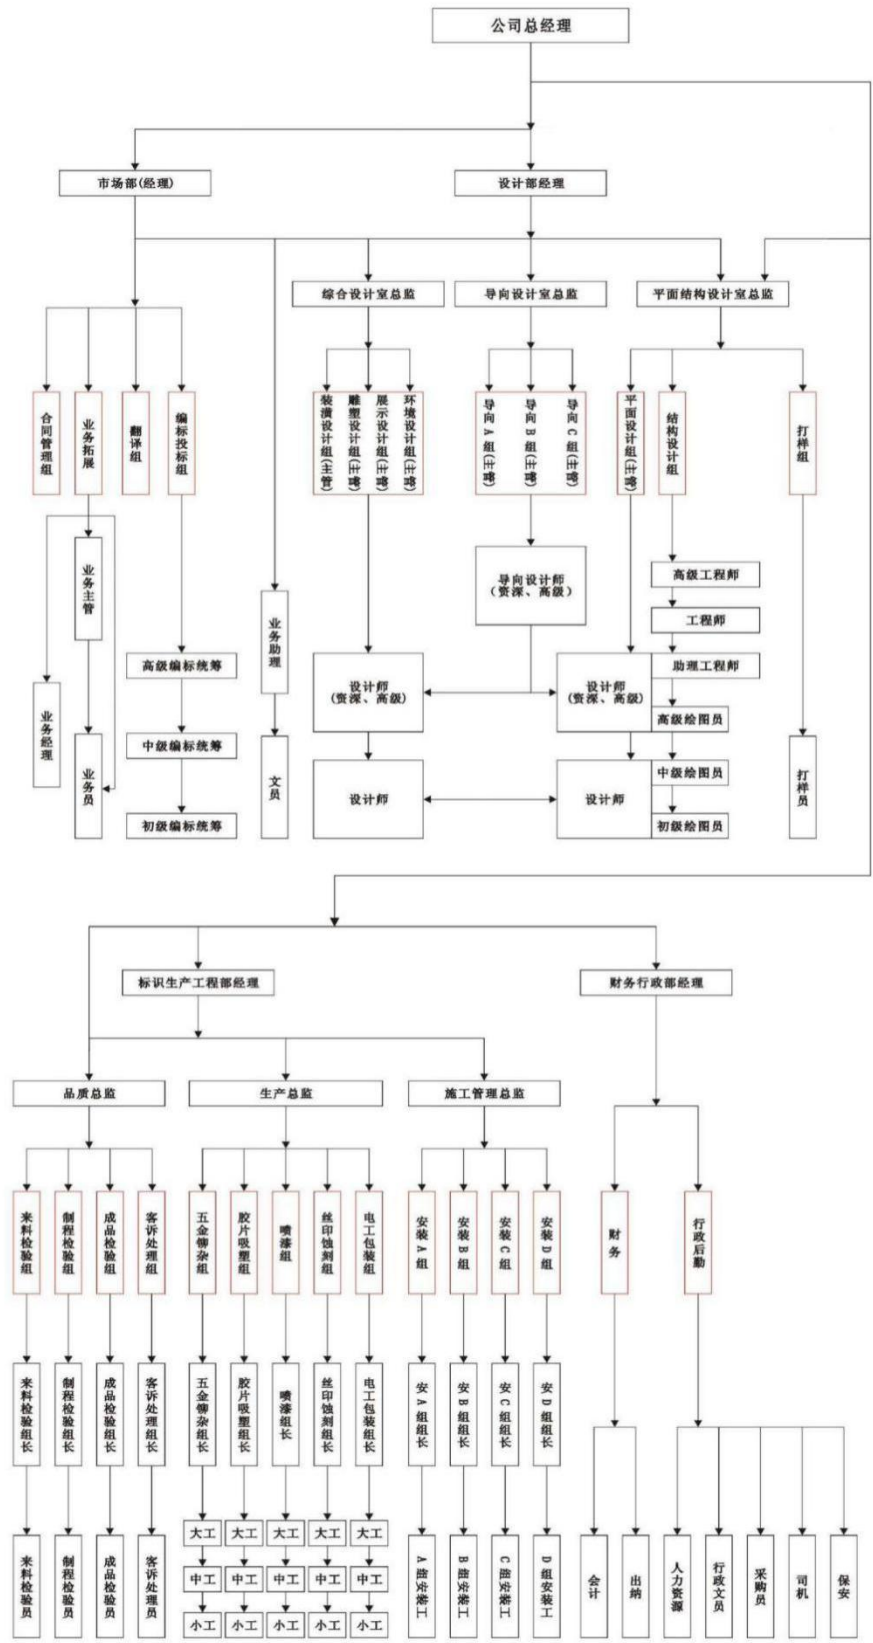 公司总经理
市场部(经理)
设计部经理
综合设计室总监
导向设计室总监
平面结构设计室总监
合同管理组
业务拓展
翻译组
编标投标组
装潢设计组(主管)
雕塑设计组(主管)
展示设计组(主管)
环境设计组(主管)
导向A组(主管)
导向B组(主管)
导向C组(主管)
平面设计组(主管)
结构设计组
打样组
业务主管
业务助理
导向设计师
(资深、高级)
高级工程师
工程师
高级编标统筹
设计师
(资深、高级)
设计师
(资深、高级)
助理工程师
业务经理
高级绘图员
业务员
中级编标统筹
文员
设计师
设计师
中级绘图员
打样员
初级编标统筹
初级绘图员
标识生产工程部经理
财务行政部经理
品质总监
生产总监
施工管理总监
来料检验组
制程检验组
成品检验组
客诉处理组
五金铆杂组
胶片吸塑组
喷漆组
丝印蚀刻组
电工包装组
安装A组
安装B组
安装C组
安装D组
财务
行政后勤
来料检验组长
制程检验组长
成品检验组长
客诉处理组长
五金铆杂组长
胶片吸塑组长
喷漆组长
丝印蚀刻组长
电工包装组长
安A组组长
安B组组长
安C组组长
安D组组长
大工
大工
大工
大工
大工
中工
中工
中工
中工
中工
小工
小工
小工
小工
小工
来料检验员
制程检验员
成品检验员
客诉处理员
A组安装工
B组安装工
C组安装工
D组安装工
会计
出纳
人力资源
行政文员
采购员
司机
保安